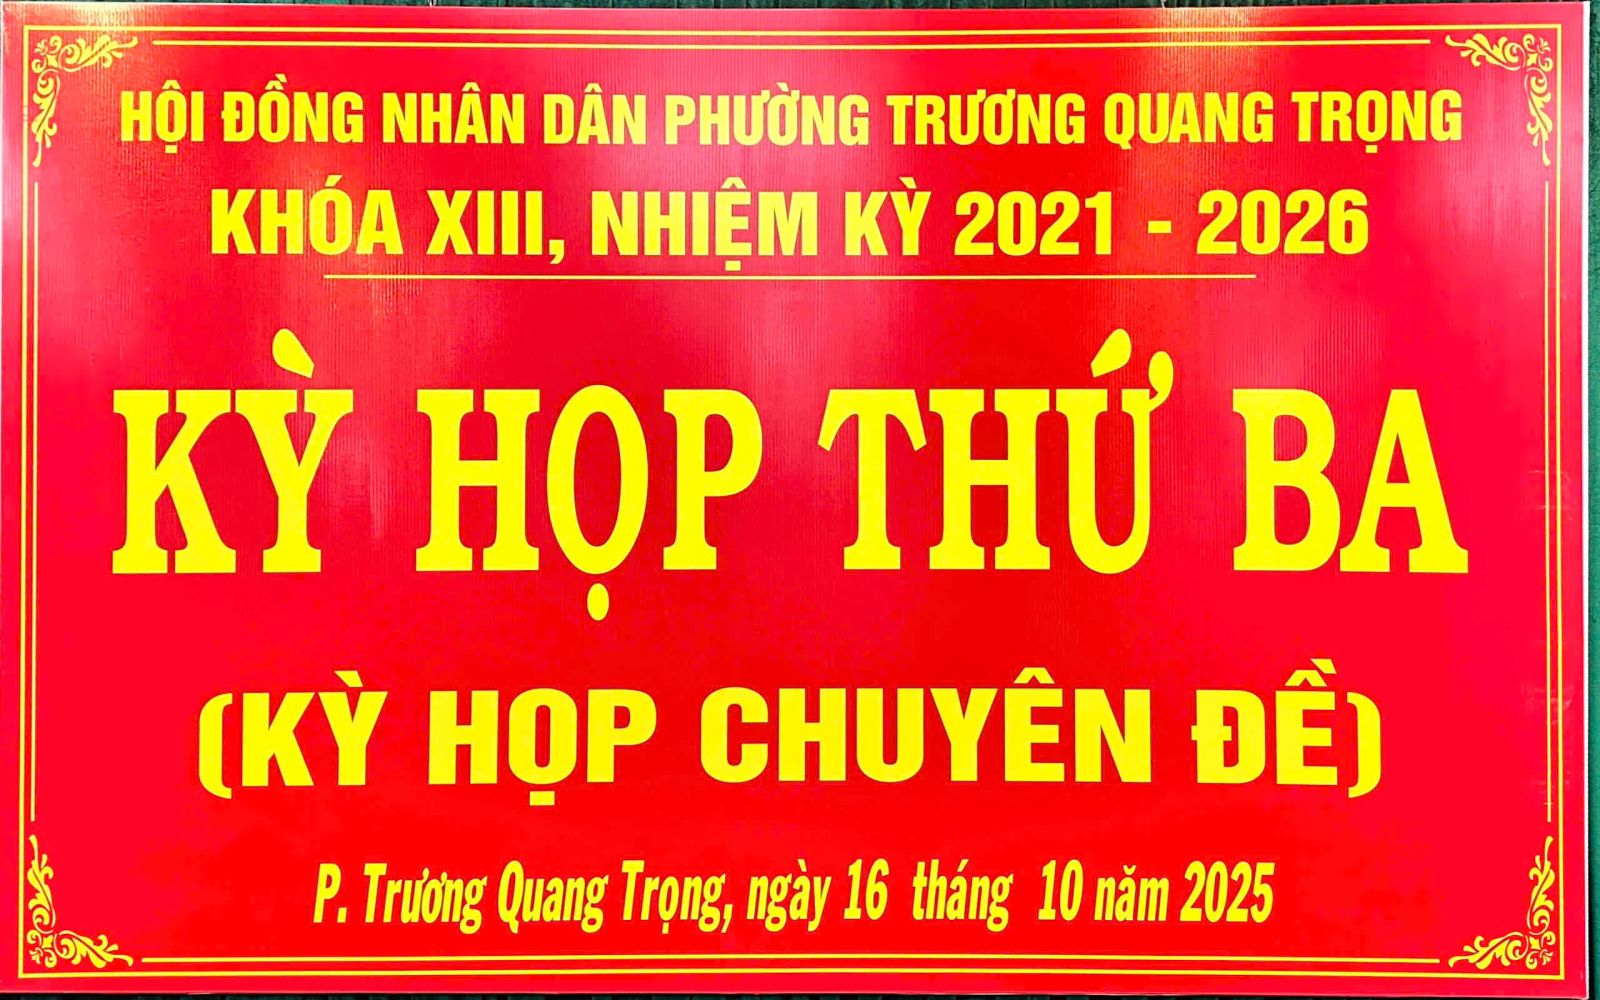 HỘI ĐỒNG NHÂN DÂN PHƯỜNG TRƯƠNG QUANG TRỌNG
KHÓA XIII, NHIỆM KỲ 2021 - 2026
KỲ HỌP THỨ BA
(KỲ HỌP CHUYÊN ĐỀ)
P. Trương Quang Trọng, ngày 16 tháng 10 năm 2025